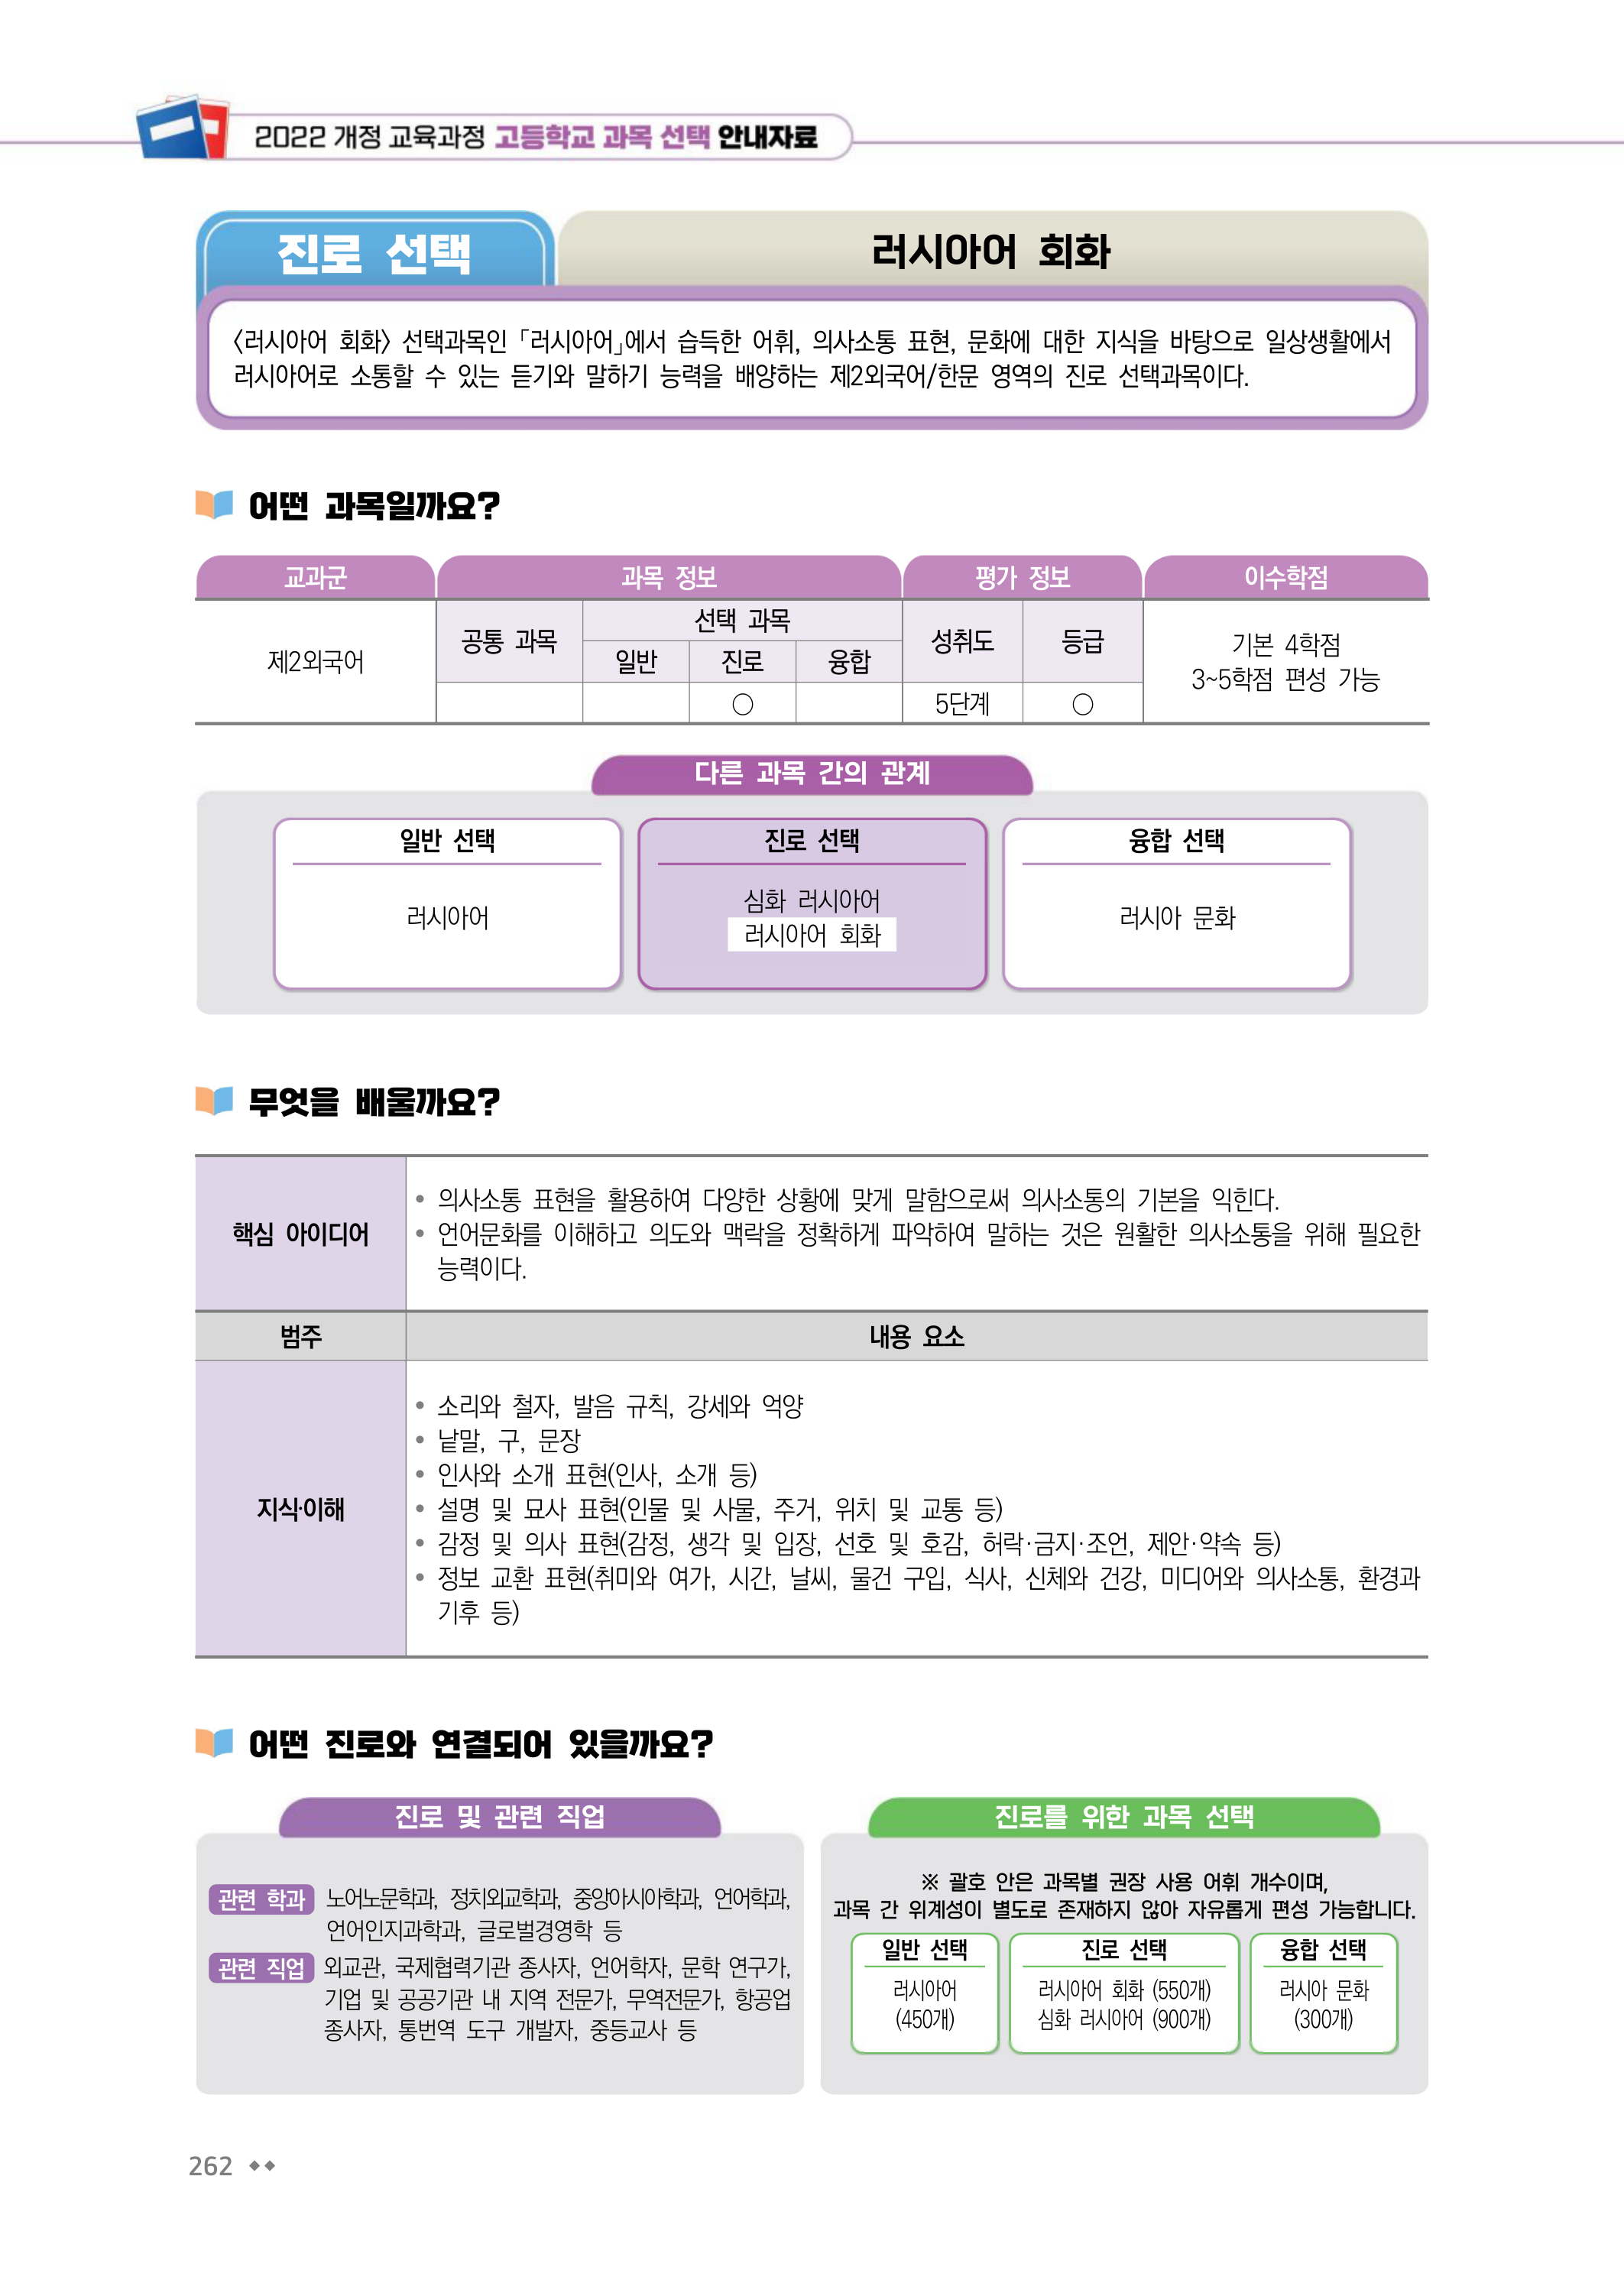 2022 개정 교육과정 고등학교 과목 선택 안내자료
진로 선택
러시아어 회화
〈러시아어 회화〉 선택과목인 「러시아어」에서 습득한 어휘, 의사소통 표현, 문화에 대한 지식을 바탕으로 일상생활에서
러시아어로 소통할 수 있는 듣기와 말하기 능력을 배양하는 제2외국어/한문 영역의 진로 선택과목이다.
어떤 과목일까요?
교과군 과목 정보 평가 정보 이수학점
제2외국어
공통 과목
선택 과목
일반 진로 융합
성취도 등급
○ 5단계 ○
기본 4학점
3~5학점 편성 가능
다른 과목 간의 관계
일반 선택
러시아어
진로 선택
심화 러시아어
러시아어 회화
융합 선택
러시아 문화
무엇을 배울까요?
핵심 아이디어
• 의사소통 표현을 활용하여 다양한 상황에 맞게 말함으로써 의사소통의 기본을 익힌다.
• 언어문화를 이해하고 의도와 맥락을 정확하게 파악하여 말하는 것은 원활한 의사소통을 위해 필요한
능력이다.
범주 내용 요소
지식·이해
• 소리와 철자, 발음 규칙, 강세와 억양
• 낱말, 구, 문장
• 인사와 소개 표현(인사, 소개 등)
• 설명 및 묘사 표현(인물 및 사물, 주거, 위치 및 교통 등)
• 감정 및 의사 표현(감정, 생각 및 입장, 선호 및 호감, 허락·금지·조언, 제안·약속 등)
• 정보 교환 표현(취미와 여가, 시간, 날씨, 물건 구입, 식사, 신체와 건강, 미디어와 의사소통, 환경과
기후 등)
어떤 진로와 연결되어 있을까요?
진로 및 관련 직업
관련 학과 노어노문학과, 정치외교학과, 중앙아시아학과, 언어학과,
언어인지과학과, 글로벌경영학 등
관련 직업 외교관, 국제협력기관 종사자, 언어학자, 문학 연구가,
기업 및 공공기관 내 지역 전문가, 무역전문가, 항공업
종사자, 통번역 도구 개발자, 중등교사 등
진로를 위한 과목 선택
※ 괄호 안은 과목별 권장 사용 어휘 개수이며,
과목 간 위계성이 별도로 존재하지 않아 자유롭게 편성 가능합니다.
일반 선택
러시아어
(450개)
진로 선택
러시아어 회화 (550개)
심화 러시아어 (900개)
융합 선택
러시아 문화
(300개)
262 ◆◆